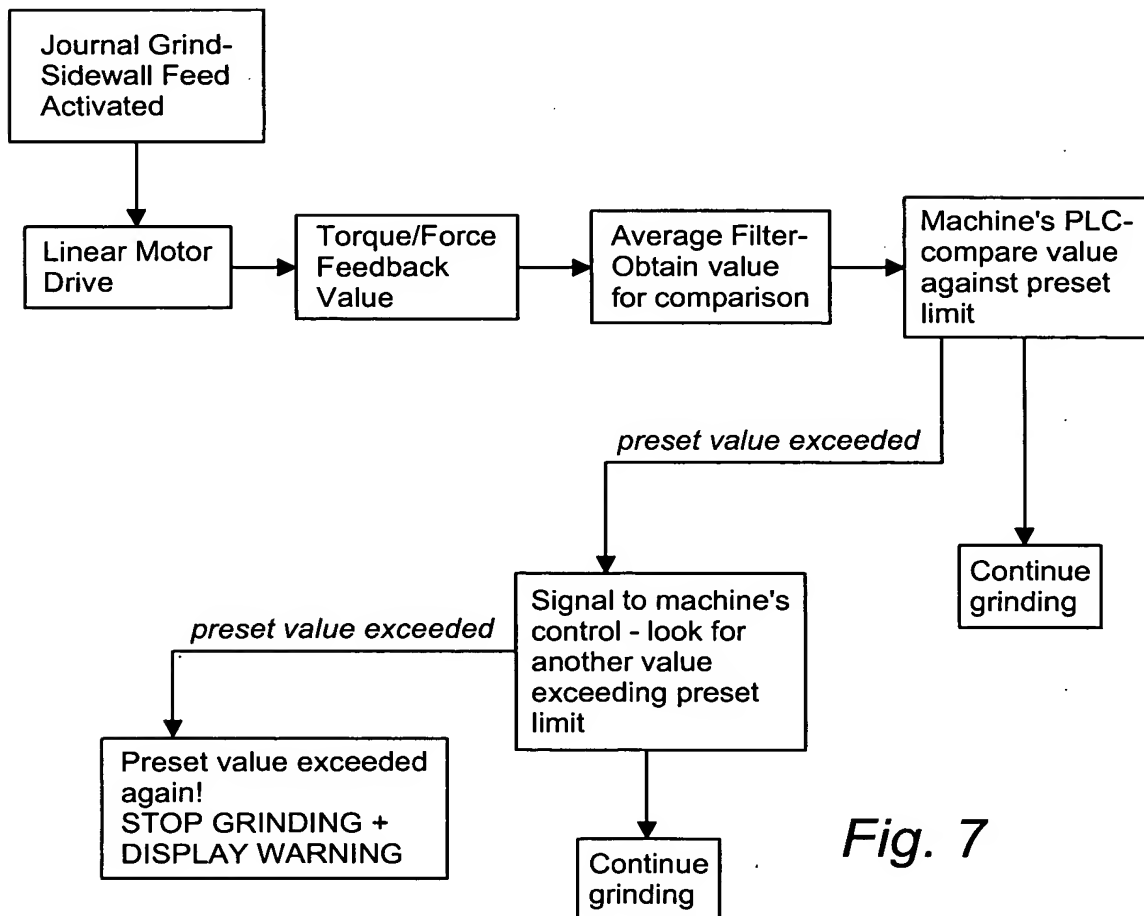 Journal Grind-
Sidewall Feed
Activated
Linear Motor
Drive
Torque/Force
Feedback
Value
Average Filter-
Obtain value
for comparison
Machine's PLC-
compare value
against preset
limit
preset value exceeded
Continue
grinding
Signal to machine's
control - look for
another value
exceeding preset
limit
preset value exceeded
Preset value exceeded
again!
STOP GRINDING +
DISPLAY WARNING
Continue
grinding
Fig. 7